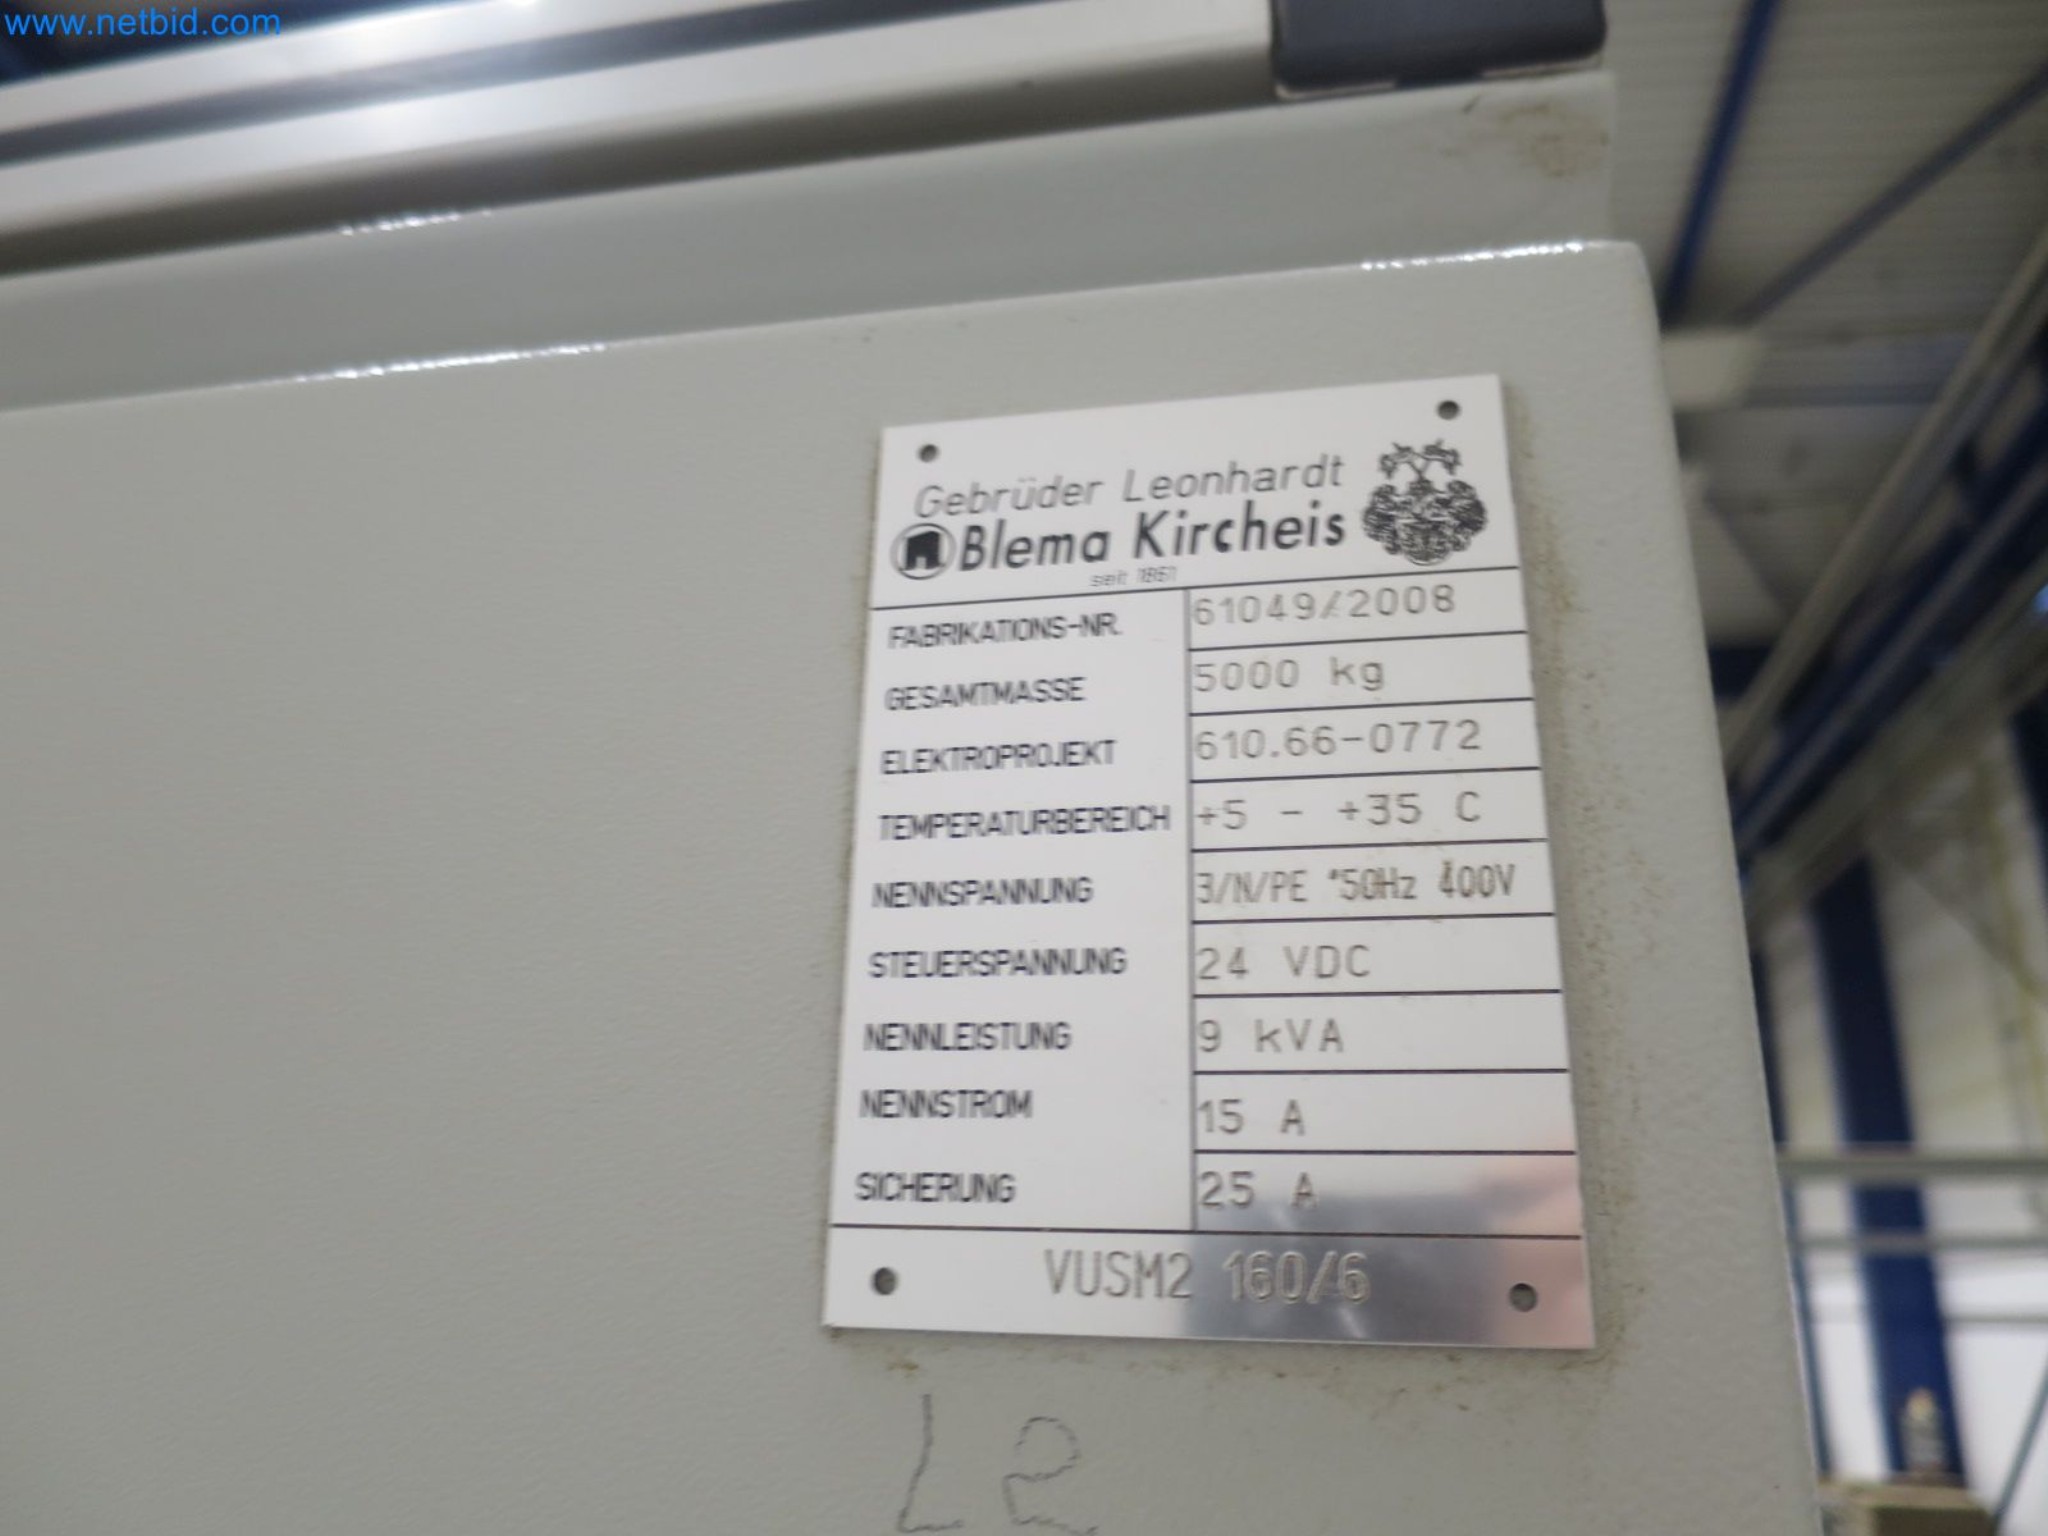 www.netbid.com
Gebrüder Leonhardt
Blema Kircheis
seit 1861
FABRIKATIONS-NR. 61049/2008
GESAMTMASSE 5000 kg
ELEKTROPROJEKT 610.66-0772
TEMPERATURBEREICH +5 - +35 C
NENNSPANNUNG 3/N/PE ~50Hz 400V
STEUERSPANNUNG 24 VDC
NENNLEISTUNG 9 kVA
NENNSTROM 15 A
SICHERUNG 25 A
VUSM2 160/6
L2